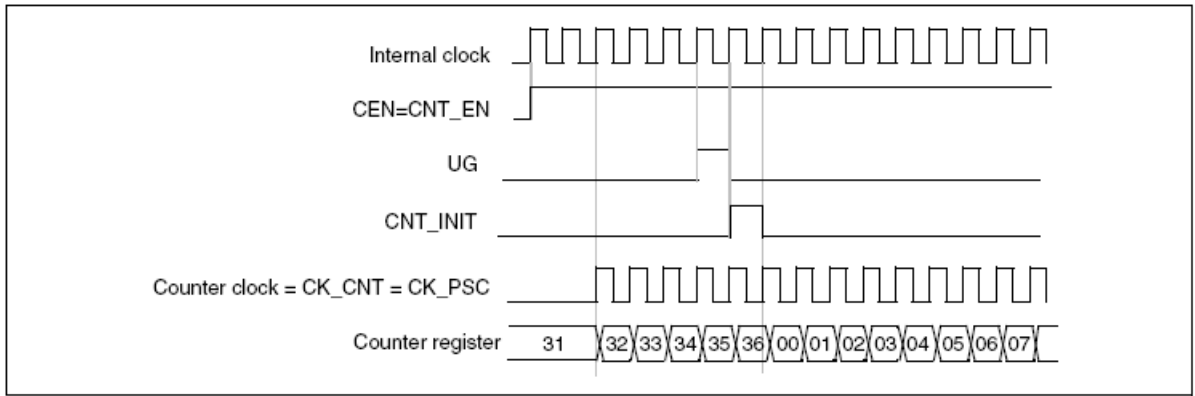 Internal clock
CEN=CNT_EN
UG
CNT_INIT
Counter clock = CK_CNT = CK_PSC
Counter register 31 32 33 34 35 36 00 01 02 03 04 05 06 07